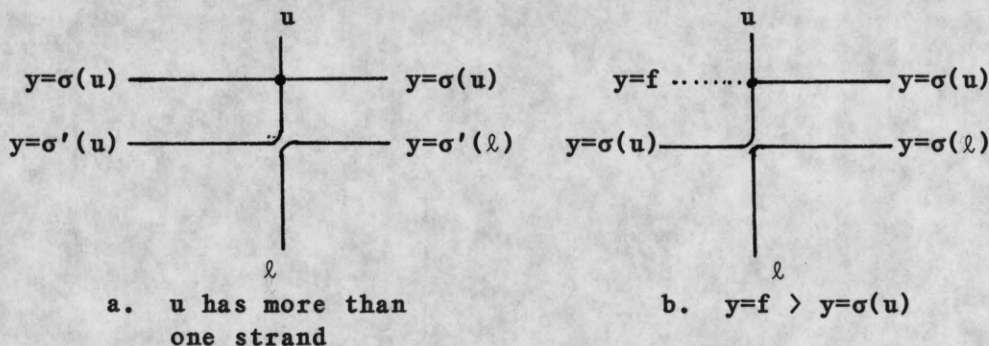 u u
y=σ(u) y=σ(u) y=f ........ y=σ(u)
y=σ'(u) y=σ'(ℓ) y=σ(u) y=σ(ℓ)
ℓ ℓ
a. u has more than b. y=f > y=σ(u)
one strand